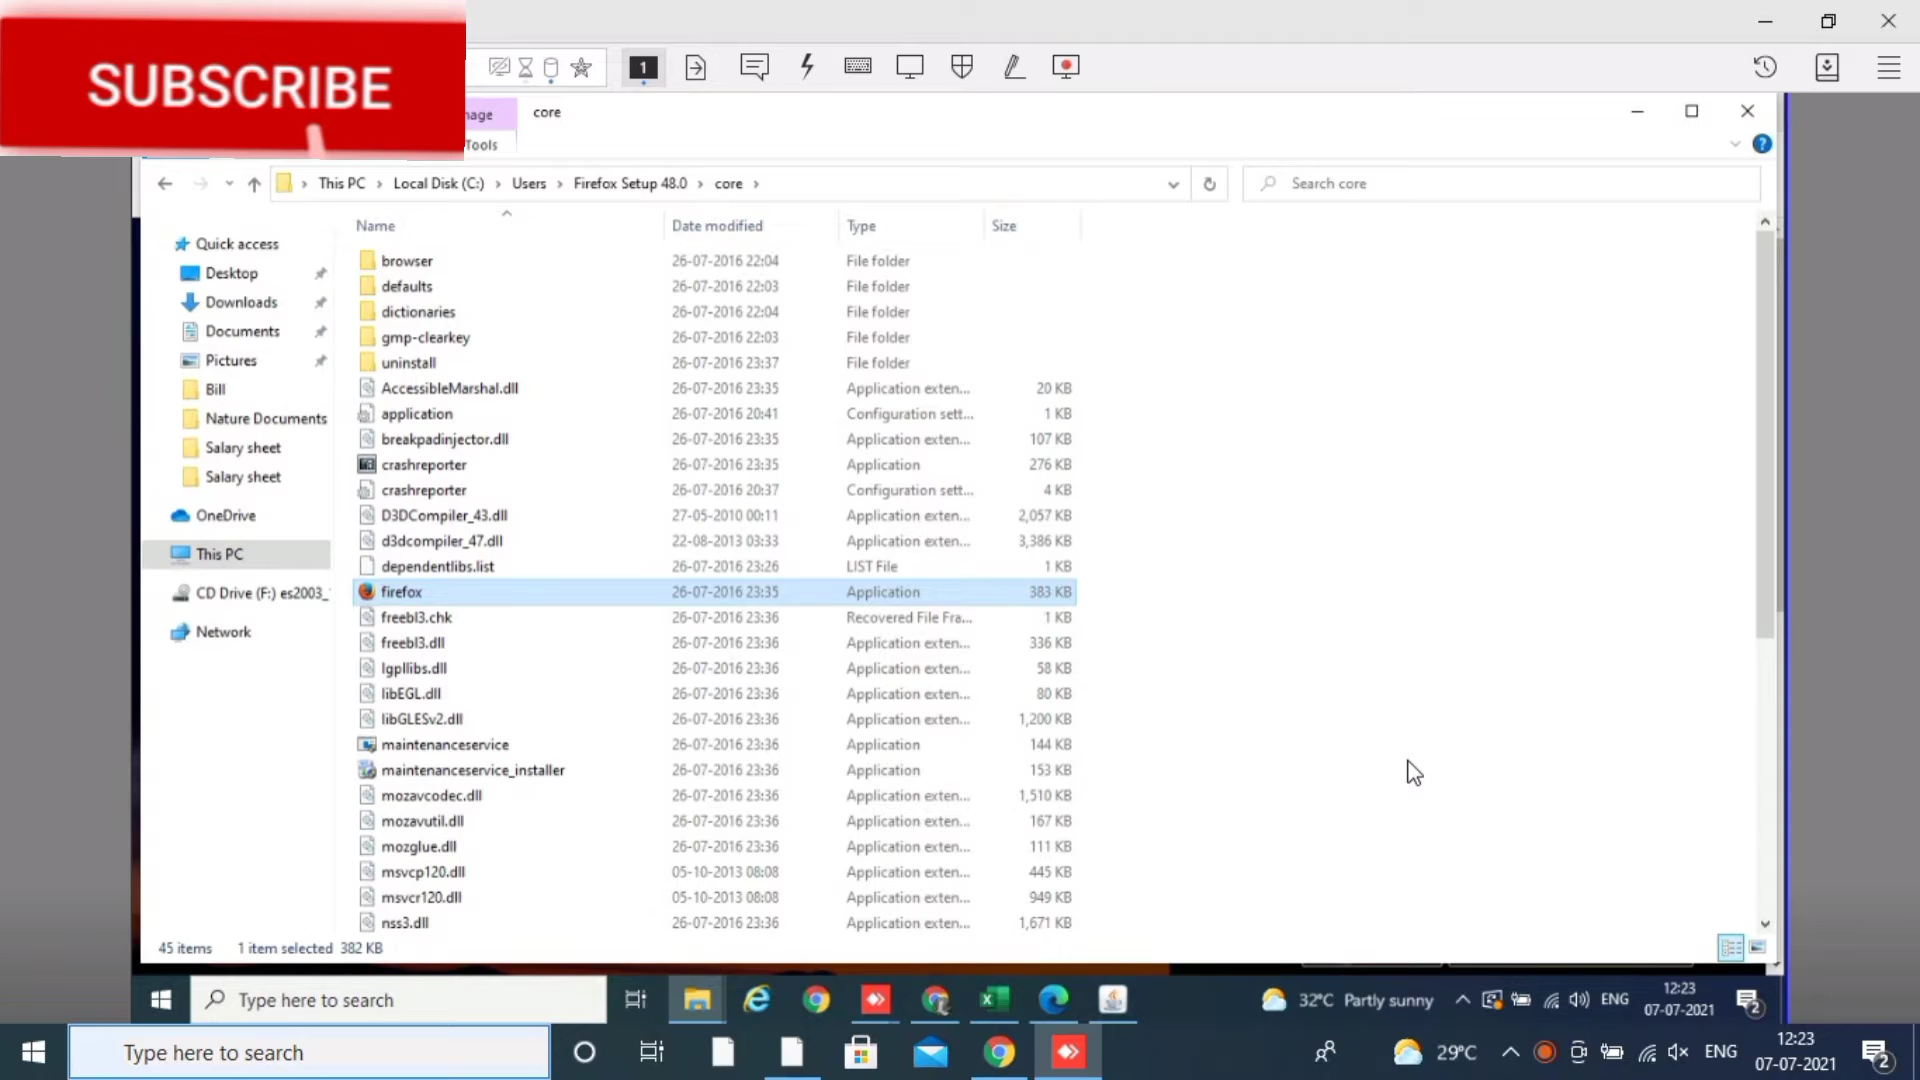 SUBSCRIBE
1
nage
core
Tools
This PC > Local Disk (C:) > Users > Firefox Setup 48.0 > core >
Search core
Name Date modified Type Size
Quick access
Desktop
Downloads
Documents
Pictures
Bill
Nature Documents
Salary sheet
Salary sheet
OneDrive
This PC
CD Drive (F:) es2003_
Network
browser 26-07-2016 22:04 File folder
defaults 26-07-2016 22:03 File folder
dictionaries 26-07-2016 22:04 File folder
gmp-clearkey 26-07-2016 22:03 File folder
uninstall 26-07-2016 23:37 File folder
AccessibleMarshal.dll 26-07-2016 23:35 Application exten... 20 KB
application 26-07-2016 20:41 Configuration sett... 1 KB
breakpadinjector.dll 26-07-2016 23:35 Application exten... 107 KB
crashreporter 26-07-2016 23:35 Application 276 KB
crashreporter 26-07-2016 20:37 Configuration sett... 4 KB
D3DCompiler_43.dll 27-05-2010 00:11 Application exten... 2,057 KB
d3dcompiler_47.dll 22-08-2013 03:33 Application exten... 3,386 KB
dependentlibs.list 26-07-2016 23:26 LIST File 1 KB
firefox 26-07-2016 23:35 Application 383 KB
freebl3.chk 26-07-2016 23:36 Recovered File Fra... 1 KB
freebl3.dll 26-07-2016 23:36 Application exten... 336 KB
lgpllibs.dll 26-07-2016 23:36 Application exten... 58 KB
libEGL.dll 26-07-2016 23:36 Application exten... 80 KB
libGLESv2.dll 26-07-2016 23:36 Application exten... 1,200 KB
maintenanceservice 26-07-2016 23:36 Application 144 KB
maintenanceservice_installer 26-07-2016 23:36 Application 153 KB
mozavcodec.dll 26-07-2016 23:36 Application exten... 1,510 KB
mozavutil.dll 26-07-2016 23:36 Application exten... 167 KB
mozglue.dll 26-07-2016 23:36 Application exten... 111 KB
msvcp120.dll 05-10-2013 08:08 Application exten... 445 KB
msvcr120.dll 05-10-2013 08:08 Application exten... 949 KB
nss3.dll 26-07-2016 23:36 Application exten... 1,671 KB
45 items 1 item selected 382 KB
Type here to search
32°C Partly sunny
ENG
12:23
07-07-2021
2
Type here to search
29°C
ENG
12:23
07-07-2021
2